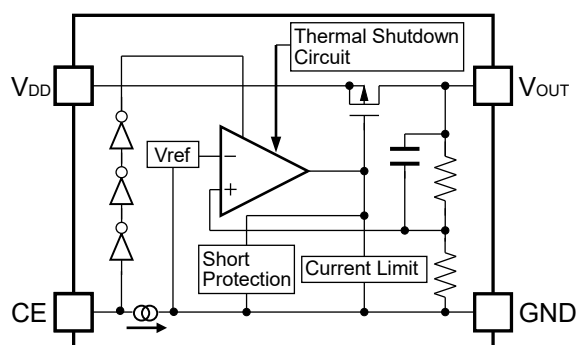 Thermal Shutdown
Circuit
VDD
VOUT
Vref
−
+
Short
Protection
Current Limit
CE
GND